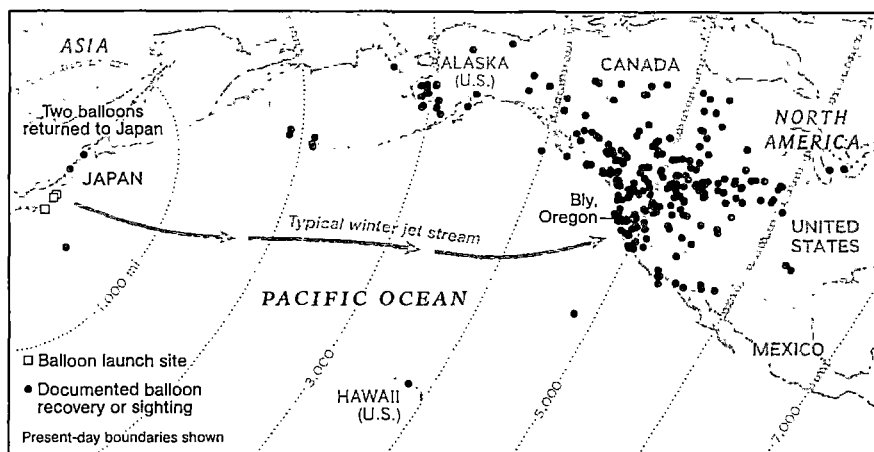 ASIA
ALASKA
(U.S.)
CANADA
Two balloons
returned to Japan
NORTH
AMERICA
JAPAN
Bly,
Oregon
Typical winter jet stream
UNITED
STATES
1,000 mi
PACIFIC OCEAN
3,000
5,000
7,000
MEXICO
HAWAII
(U.S.)
Balloon launch site
Documented balloon
recovery or sighting
Present-day boundaries shown